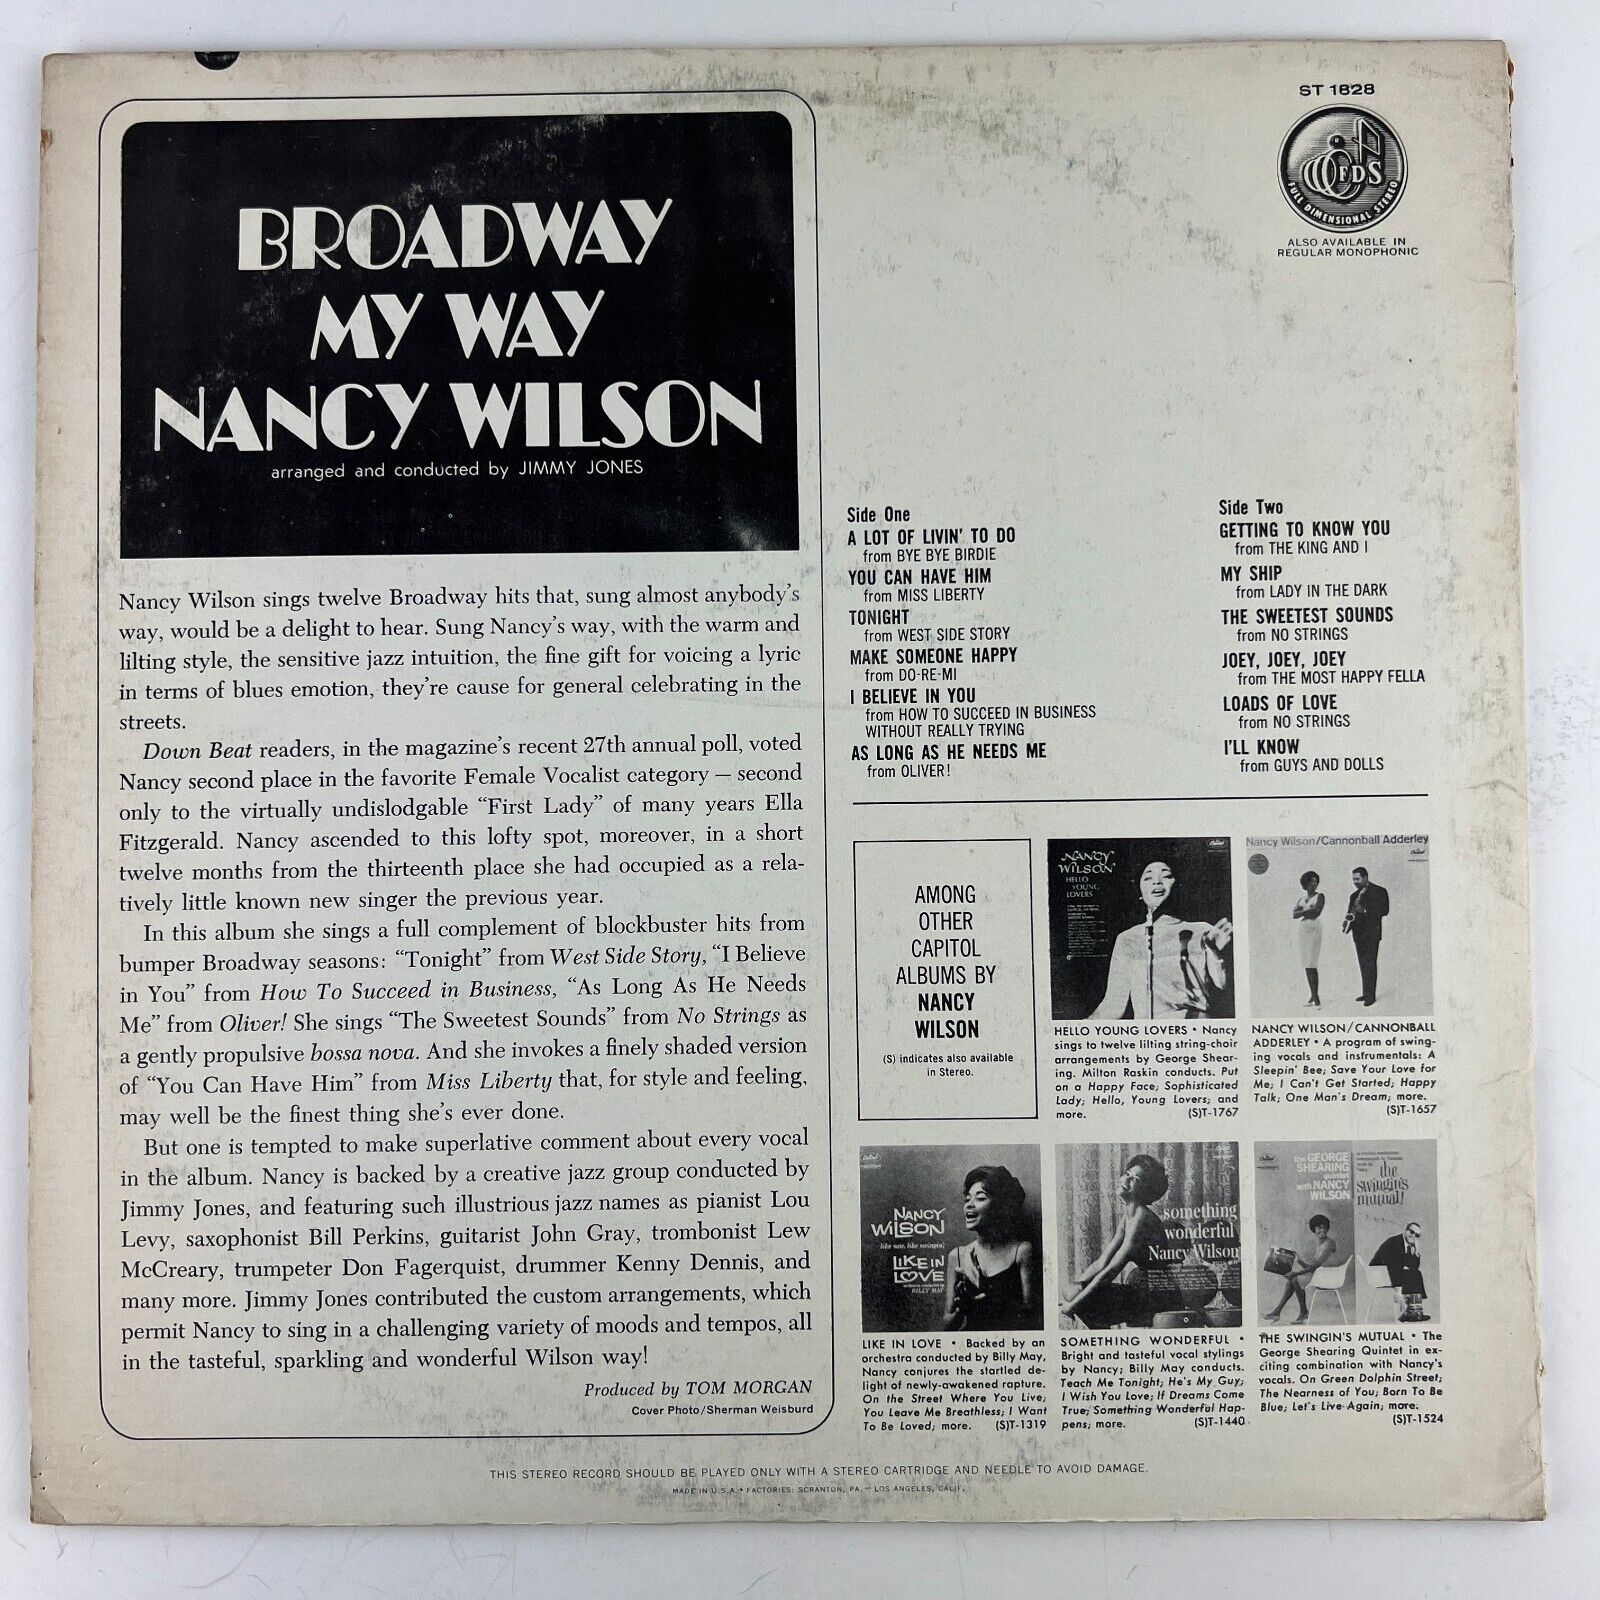 ST 1828
FDS
FULL DIMENSIONAL STEREO
ALSO AVAILABLE IN
REGULAR MONOPHONIC
BROADWAY
MY WAY
NANCY WILSON
arranged and conducted by JIMMY JONES
Nancy Wilson sings twelve Broadway hits that, sung almost anybody's
way, would be a delight to hear. Sung Nancy's way, with the warm and
lilting style, the sensitive jazz intuition, the fine gift for voicing a lyric
in terms of blues emotion, they're cause for general celebrating in the
streets.
Down Beat readers, in the magazine's recent 27th annual poll, voted
Nancy second place in the favorite Female Vocalist category — second
only to the virtually undislodgable "First Lady" of many years Ella
Fitzgerald. Nancy ascended to this lofty spot, moreover, in a short
twelve months from the thirteenth place she had occupied as a rela-
tively little known new singer the previous year.
In this album she sings a full complement of blockbuster hits from
bumper Broadway seasons: "Tonight" from West Side Story, "I Believe
in You" from How To Succeed in Business, "As Long As He Needs
Me" from Oliver! She sings "The Sweetest Sounds" from No Strings as
a gently propulsive bossa nova. And she invokes a finely shaded version
of "You Can Have Him" from Miss Liberty that, for style and feeling,
may well be the finest thing she's ever done.
But one is tempted to make superlative comment about every vocal
in the album. Nancy is backed by a creative jazz group conducted by
Jimmy Jones, and featuring such illustrious jazz names as pianist Lou
Levy, saxophonist Bill Perkins, guitarist John Gray, trombonist Lew
McCreary, trumpeter Don Fagerquist, drummer Kenny Dennis, and
many more. Jimmy Jones contributed the custom arrangements, which
permit Nancy to sing in a challenging variety of moods and tempos, all
in the tasteful, sparkling and wonderful Wilson way!
Produced by TOM MORGAN
Cover Photo/Sherman Weisburd
Side One
A LOT OF LIVIN' TO DO
from BYE BYE BIRDIE
YOU CAN HAVE HIM
from MISS LIBERTY
TONIGHT
from WEST SIDE STORY
MAKE SOMEONE HAPPY
from DO-RE-MI
I BELIEVE IN YOU
from HOW TO SUCCEED IN BUSINESS
WITHOUT REALLY TRYING
AS LONG AS HE NEEDS ME
from OLIVER!
Side Two
GETTING TO KNOW YOU
from THE KING AND I
MY SHIP
from LADY IN THE DARK
THE SWEETEST SOUNDS
from NO STRINGS
JOEY, JOEY, JOEY
from THE MOST HAPPY FELLA
LOADS OF LOVE
from NO STRINGS
I'LL KNOW
from GUYS AND DOLLS
AMONG
OTHER
CAPITOL
ALBUMS BY
NANCY
WILSON
(S) indicates also available
in Stereo.
NANCY
WILSON
HELLO
YOUNG
LOVERS
HELLO YOUNG LOVERS • Nancy
sings to twelve lilting string-choir
arrangements by George Shear-
ing. Milton Raskin conducts. Put
on a Happy Face; Sophisticated
Lady; Hello, Young Lovers; and
more. (S)T-1767
Nancy Wilson/Cannonball Adderley
NANCY WILSON/CANNONBALL
ADDERLEY • A program of swing-
ing vocals and instrumentals: A
Sleepin' Bee; Save Your Love for
Me; I Can't Get Started; Happy
Talk; One Man's Dream; more.
(S)T-1657
NANCY
WILSON
like new, like swingin',
LIKE IN
LOVE
BILLY MAY
LIKE IN LOVE • Backed by an
orchestra conducted by Billy May,
Nancy conjures the startled de-
light of newly-awakened rapture.
On the Street Where You Live;
You Leave Me Breathless; I Want
To Be Loved; more. (S)T-1319
something
wonderful
Nancy Wilson
SOMETHING WONDERFUL •
Bright and tasteful vocal stylings
by Nancy; Billy May conducts.
Teach Me Tonight; He's My Guy;
I Wish You Love; If Dreams Come
True; Something Wonderful Hap-
pens; more. (S)T-1440
the GEORGE
SHEARING
quintet
with NANCY
WILSON
the
swingin's
mutual!
THE SWINGIN'S MUTUAL • The
George Shearing Quintet in ex-
citing combination with Nancy's
vocals. On Green Dolphin Street;
The Nearness of You; Born To Be
Blue; Let's Live Again; more.
(S)T-1524
THIS STEREO RECORD SHOULD BE PLAYED ONLY WITH A STEREO CARTRIDGE AND NEEDLE TO AVOID DAMAGE.
MADE IN U.S.A. • FACTORIES: SCRANTON, PA. — LOS ANGELES, CALIF.